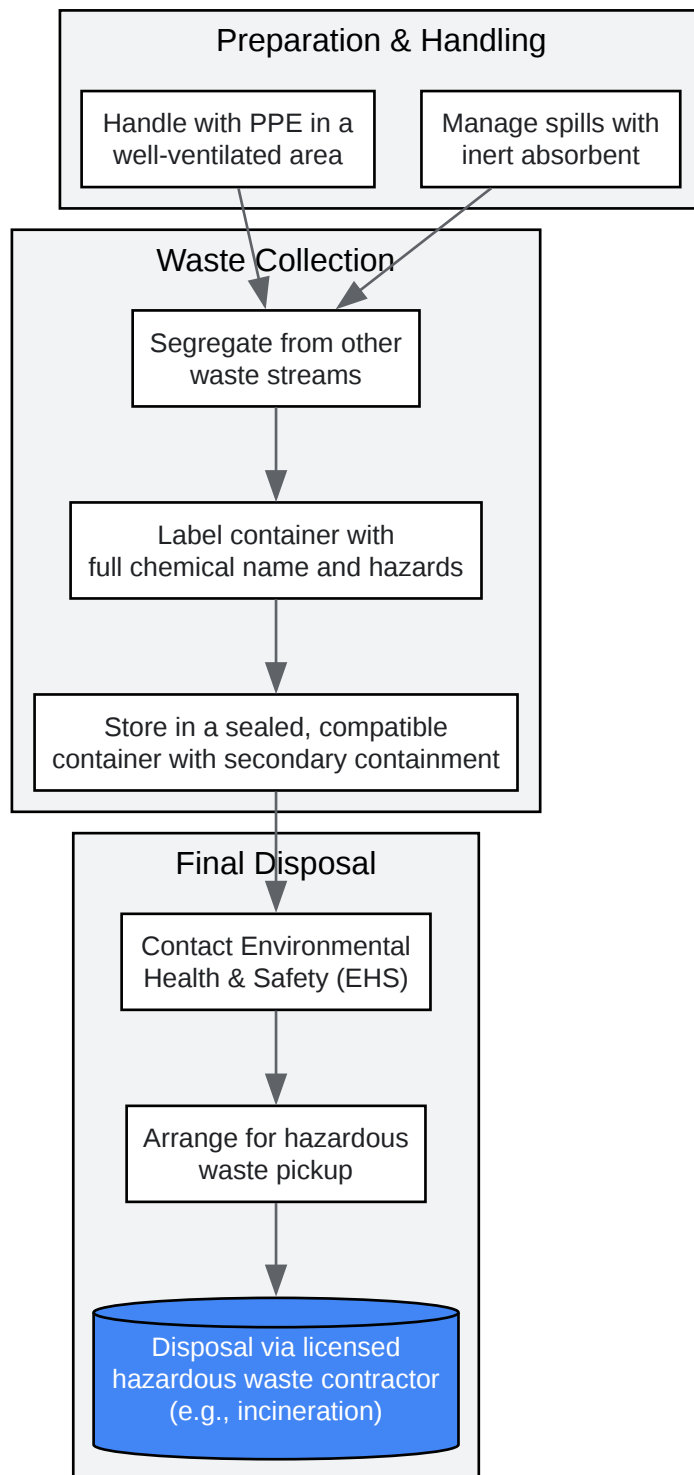 Preparation & Handling
Handle with PPE in a
well-ventilated area
Manage spills with
inert absorbent
Waste Collection
Segregate from other
waste streams
Label container with
full chemical name and hazards
Store in a sealed, compatible
container with secondary containment
Final Disposal
Contact Environmental
Health & Safety (EHS)
Arrange for hazardous
waste pickup
Disposal via licensed
hazardous waste contractor
(e.g., incineration)